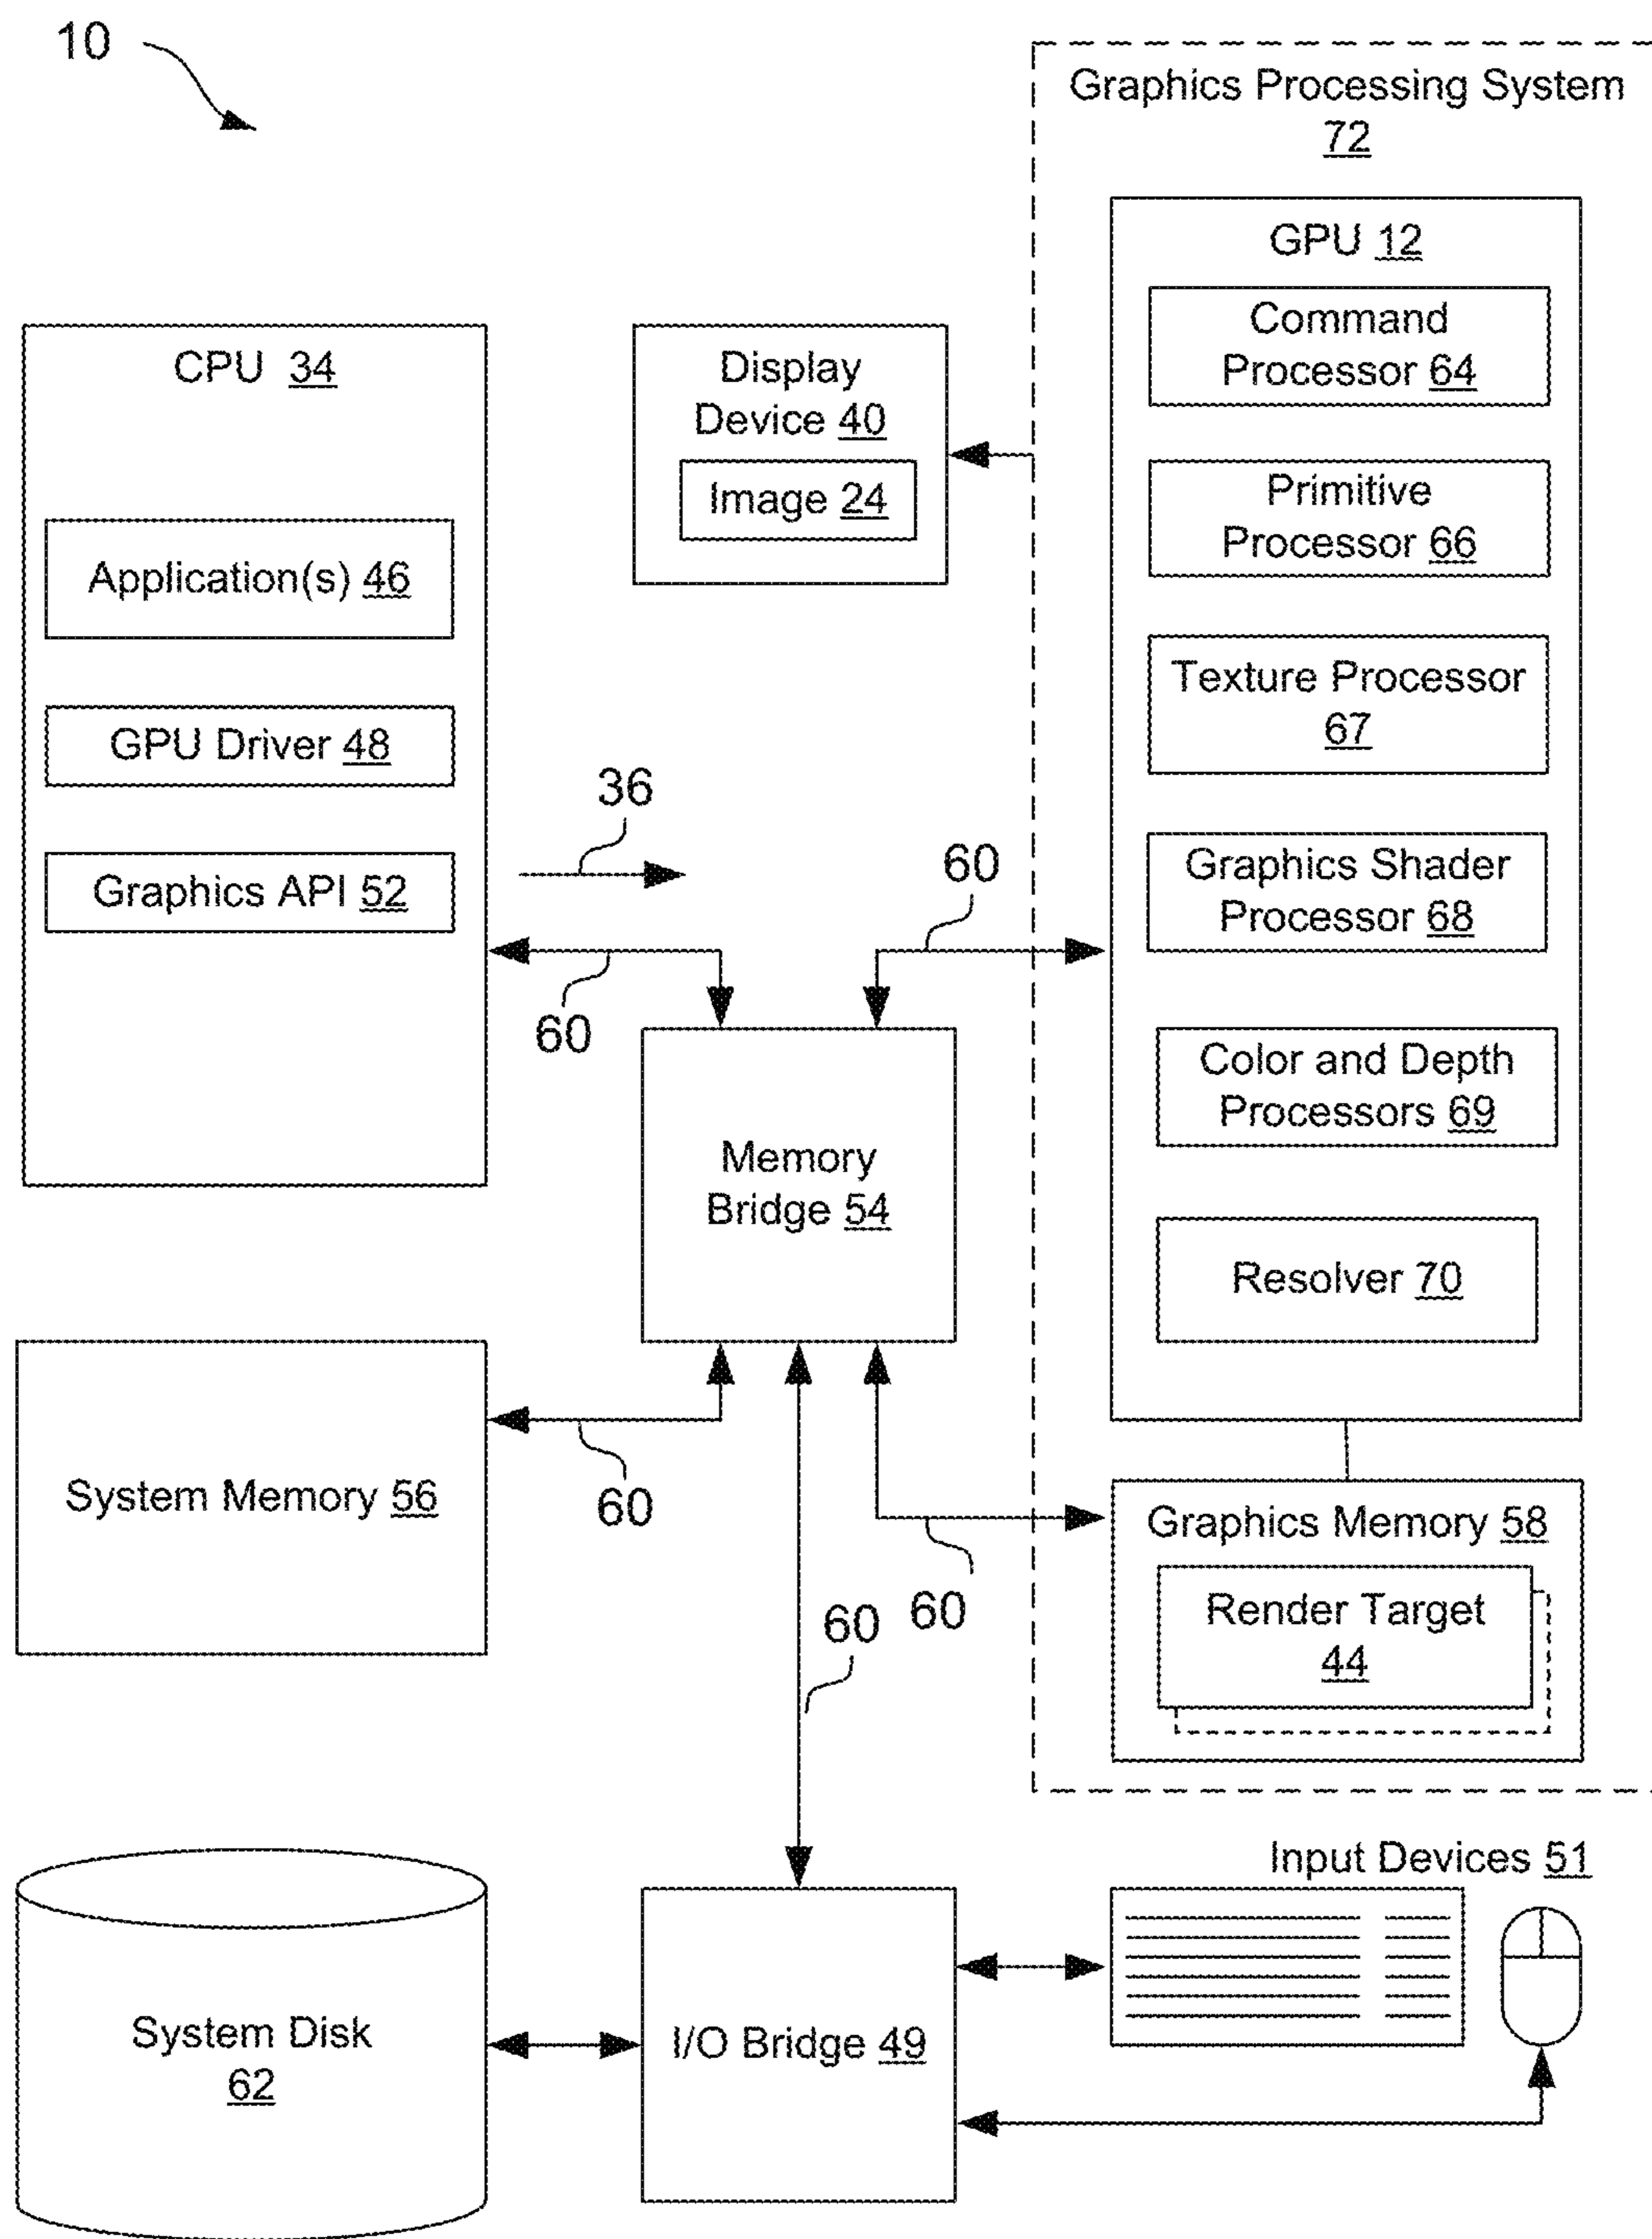 10
Graphics Processing System
72
GPU 12
Command
Processor 64
Primitive
Processor 66
Texture Processor
67
Graphics Shader
Processor 68
Color and Depth
Processors 69
Resolver 70
CPU 34
Application(s) 46
GPU Driver 48
Graphics API 52
Display
Device 40
Image 24
36
60
60
Memory
Bridge 54
System Memory 56
60
60
60
Graphics Memory 58
Render Target
44
Input Devices 51
System Disk
62
I/O Bridge 49